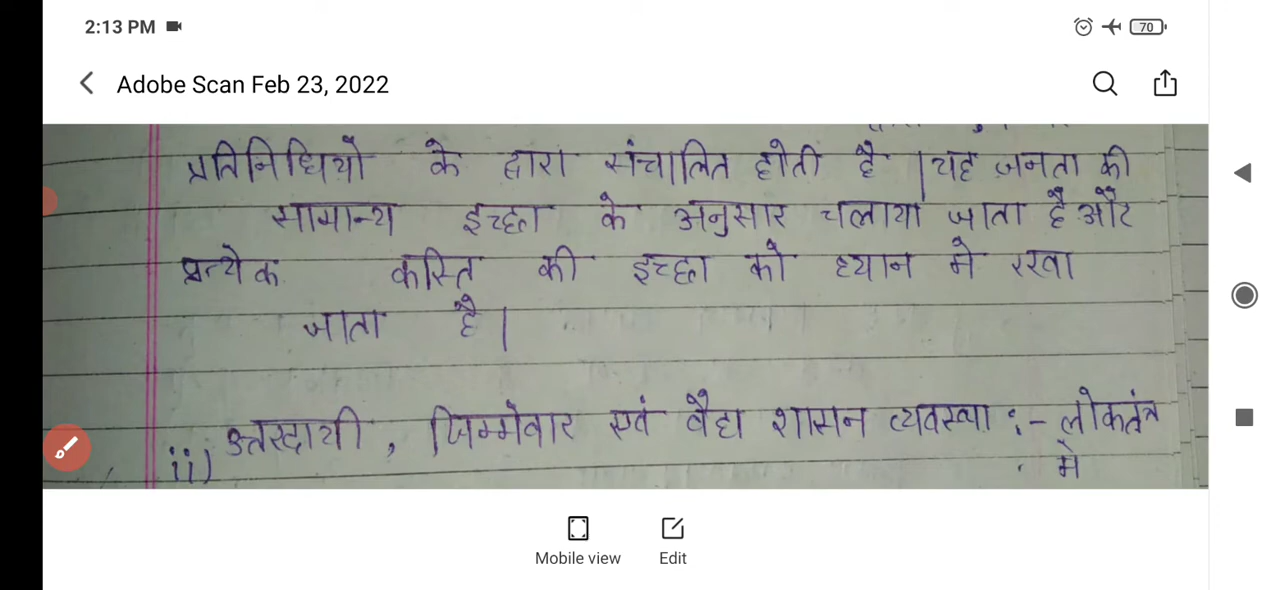 2:13 PM
70
Adobe Scan Feb 23, 2022
प्रतिनिधियों के द्वारा संचालित होती है । यह जनता की
सामान्य इच्छा के अनुसार चलाया जाता है और
प्रत्येक की इच्छा को ध्यान मे रखा
जाता है ।
ii) उत्तरदायी , जिम्मेवार एवं वैध शासन व्यवस्था :- लोकतंत्र
मे
Mobile view
Edit